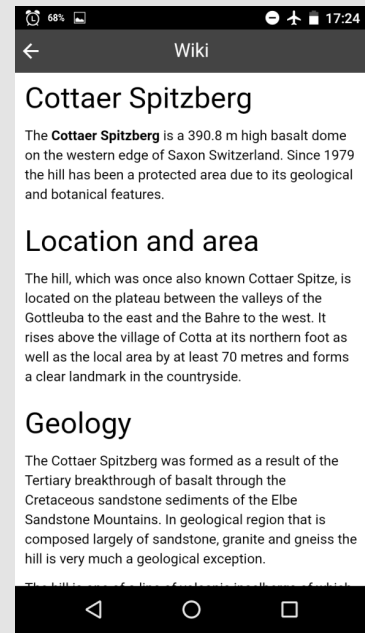 68%
17:24
Wiki
Cottaer Spitzberg
The Cottaer Spitzberg is a 390.8 m high basalt dome
on the western edge of Saxon Switzerland. Since 1979
the hill has been a protected area due to its geological
and botanical features.
Location and area
The hill, which was once also known Cottaer Spitze, is
located on the plateau between the valleys of the
Gottleuba to the east and the Bahre to the west. It
rises above the village of Cotta at its northern foot as
well as the local area by at least 70 metres and forms
a clear landmark in the countryside.
Geology
The Cottaer Spitzberg was formed as a result of the
Tertiary breakthrough of basalt through the
Cretaceous sandstone sediments of the Elbe
Sandstone Mountains. In geological region that is
composed largely of sandstone, granite and gneiss the
hill is very much a geological exception.